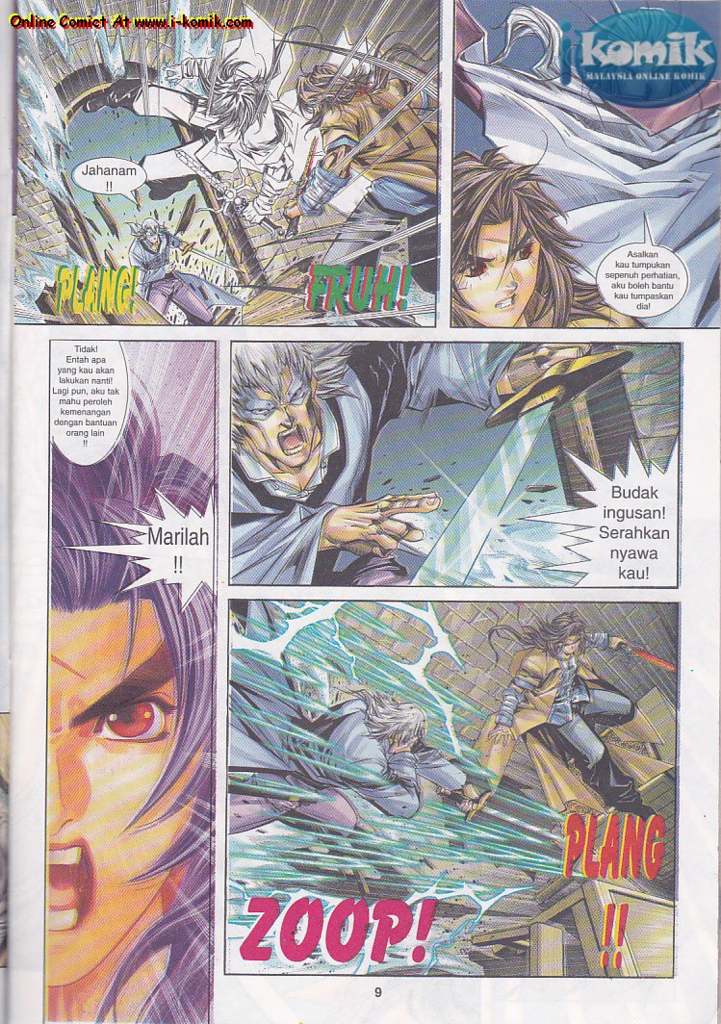 Online Comict At www.i-komik.com
iKomik
MALAYSIA ONLINE KOMIK
Jahanam
!!
PLANG!
FRUH!
Asalkan
kau tumpukan
sepenuh perhatian,
aku boleh bantu
kau tumpaskan
dia!
Tidak!
Entah apa
yang kau akan
lakukan nanti!
Lagi pun, aku tak
mahu peroleh
kemenangan
dengan bantuan
orang lain
!!
Marilah
!!
Budak
ingusan!
Serahkan
nyawa
kau!
PLANG
!!
ZOOP!
9